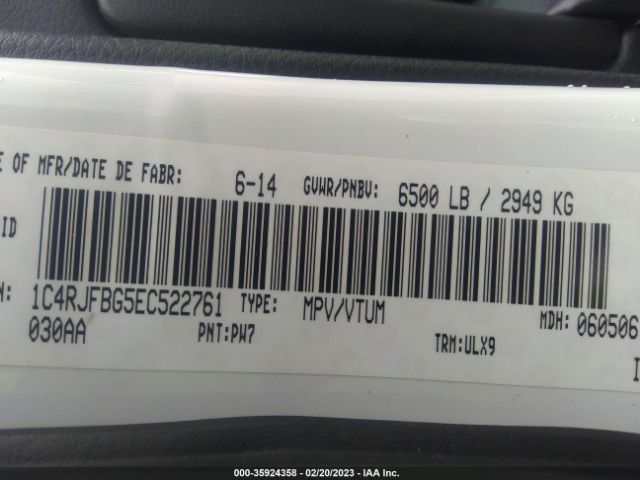 E OF MFR/DATE DE FABR: 6-14 GVWR/PNBV: 6500 LB / 2949 KG
ID
N: 1C4RJFBG5EC522761 TYPE: MPV/VTUM MDH: 060506
030AA PNT:PW7 TRM:ULX9
000-35924358 - 02/20/2023 - IAA Inc.